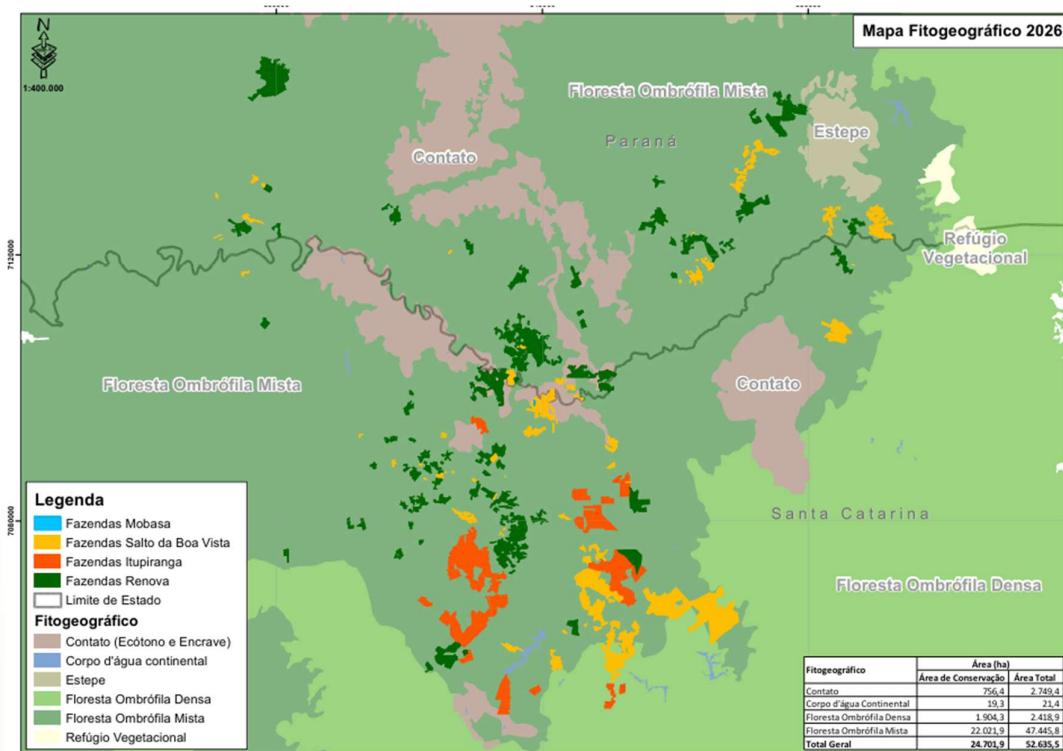 Mapa Fitogeográfico 2026
N
1:400.000
Floresta Ombrófila Mista
Paraná
Estepe
Contato
7120000
Refúgio
Vegetacional
Floresta Ombrófila Mista
Contato
7080000
Santa Catarina
Floresta Ombrófila Densa
Legenda
Fazendas Mobasa
Fazendas Salto da Boa Vista
Fazendas Itupiranga
Fazendas Renova
Limite de Estado
Fitogeográfico
Contato (Ecótono e Encrave)
Corpo d'água continental
Estepe
Floresta Ombrófila Densa
Floresta Ombrófila Mista
Refúgio Vegetacional
Fitogeográfico Área (ha)
Área de Conservação Área Total
Contato 756,4 2.749,4
Corpo d'água Continental 19,3 21,4
Floresta Ombrófila Densa 1.904,3 2.418,9
Floresta Ombrófila Mista 22.021,9 47.445,9
Total Geral 24.701,9 52.635,5